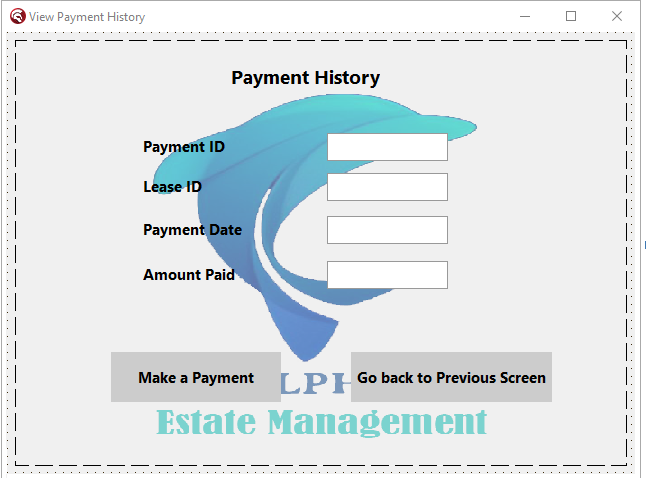 View Payment History
Payment History
Payment ID
Lease ID
Payment Date
Amount Paid
Make a Payment
Go back to Previous Screen
LPH
Estate Management